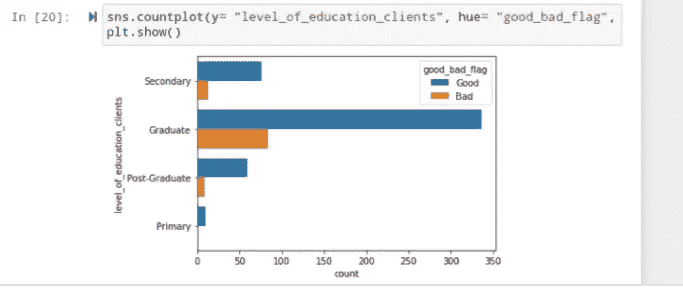 In [20]:
sns.countplot(y= "level_of_education_clients", hue= "good_bad_flag",
plt.show()
good_bad_flag
Good
Bad
Secondary
Graduate
Post-Graduate
Primary
level_of_education_clients
0 50 100 150 200 250 300 350
count